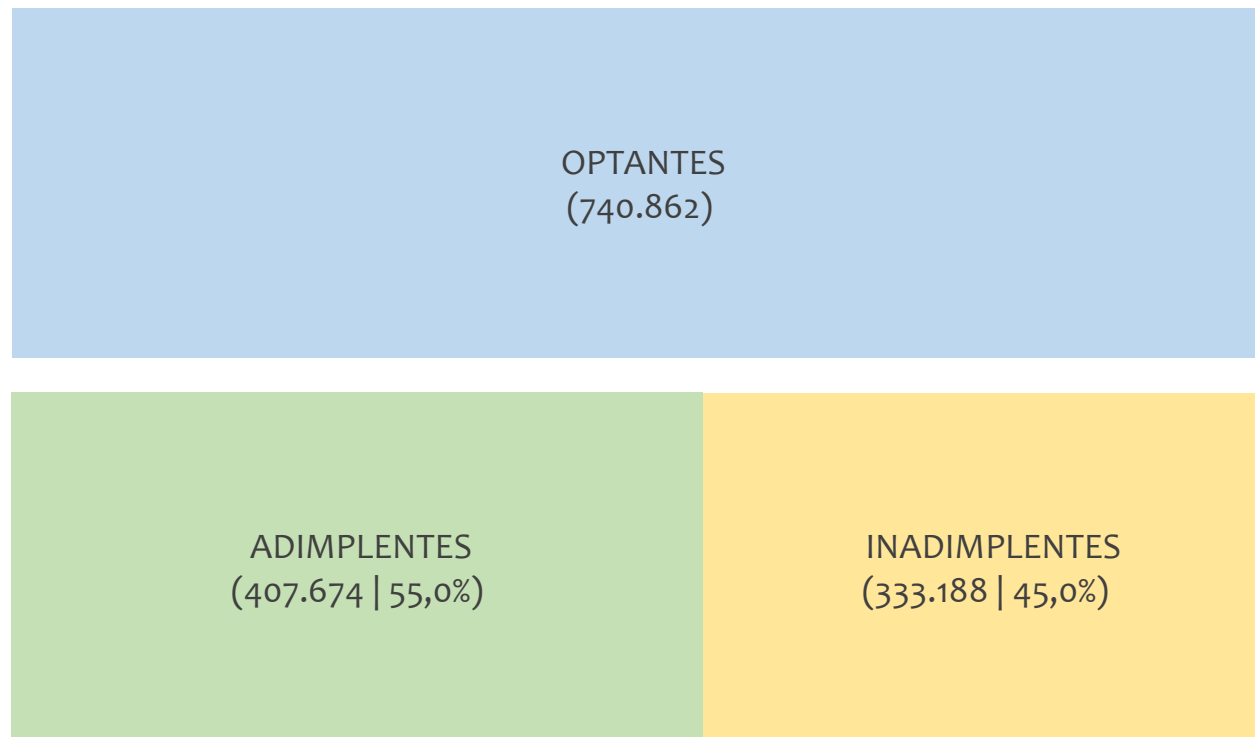 OPTANTES
(740.862)
ADIMPLENTES
(407.674 | 55,0%)
INADIMPLENTES
(333.188 | 45,0%)